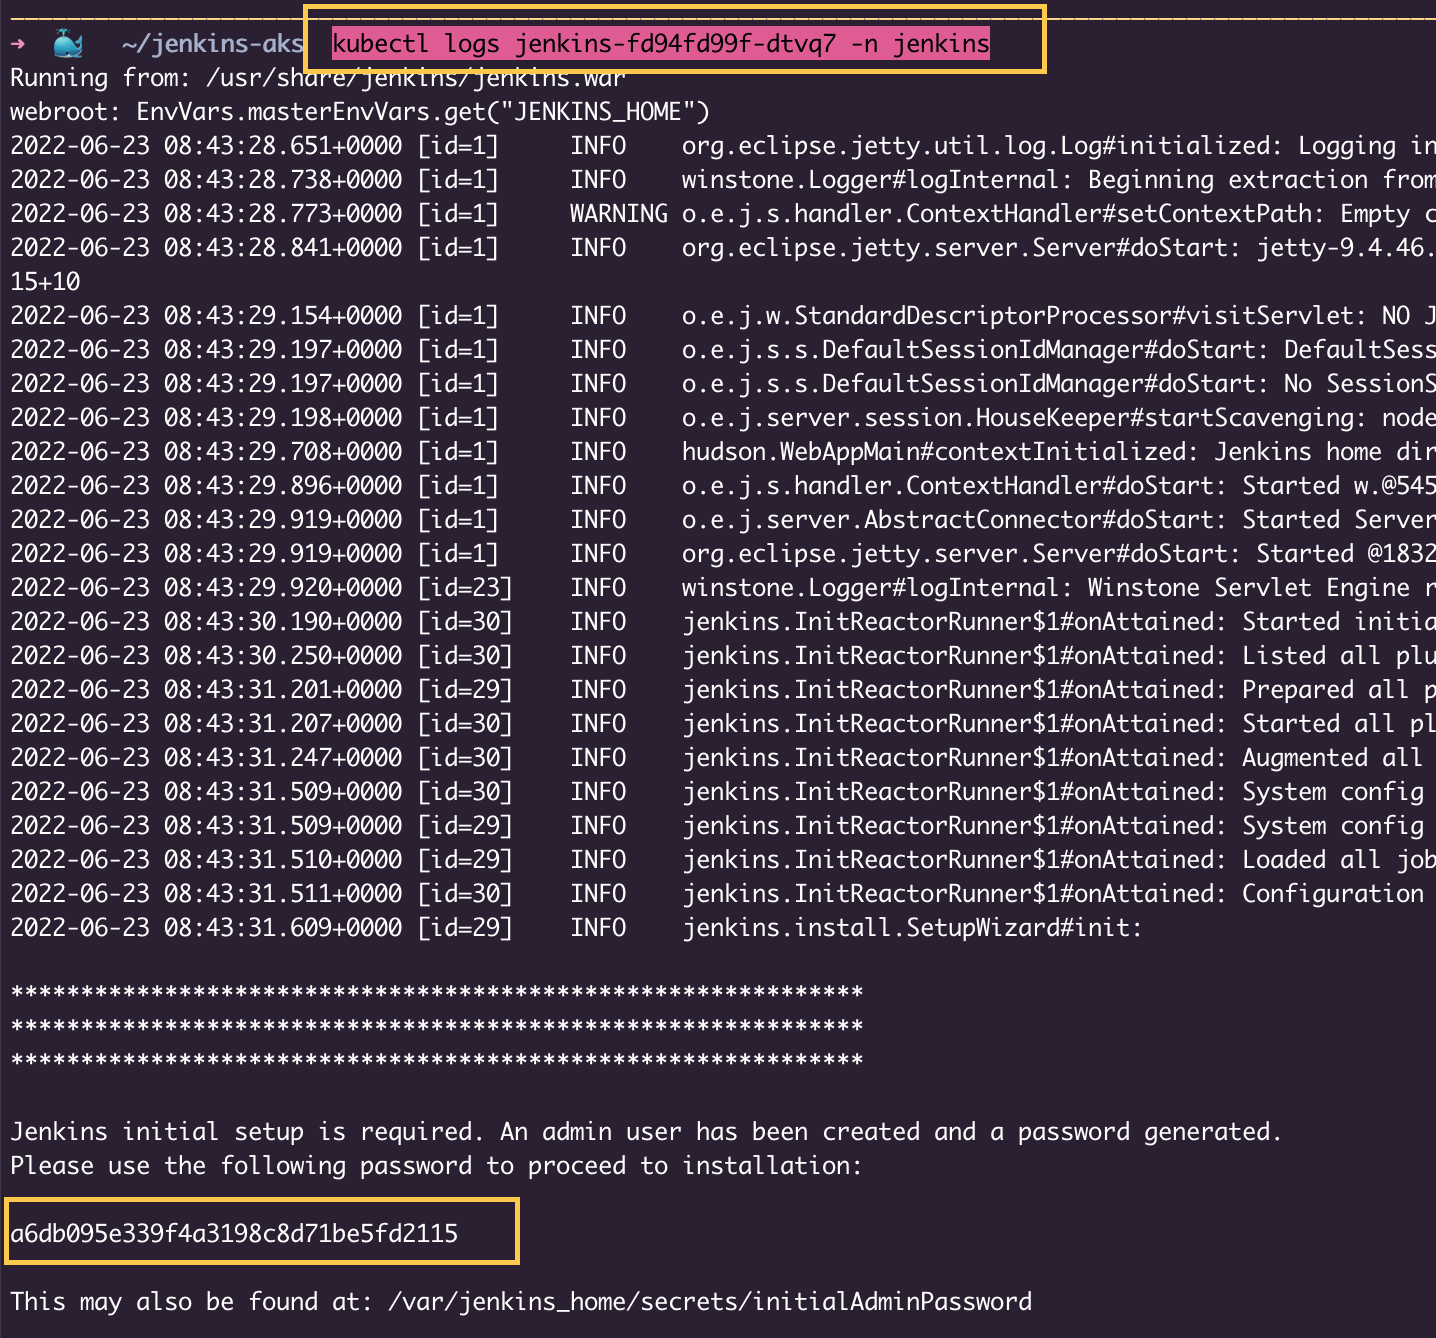 → ~/jenkins-aks kubectl logs jenkins-fd94fd99f-dtvq7 -n jenkins
Running from: /usr/share/jenkins/jenkins.war
webroot: EnvVars.masterEnvVars.get("JENKINS_HOME")
2022-06-23 08:43:28.651+0000 [id=1] INFO org.eclipse.jetty.util.log.Log#initialized: Logging in
2022-06-23 08:43:28.738+0000 [id=1] INFO winstone.Logger#logInternal: Beginning extraction from
2022-06-23 08:43:28.773+0000 [id=1] WARNING o.e.j.s.handler.ContextHandler#setContextPath: Empty c
2022-06-23 08:43:28.841+0000 [id=1] INFO org.eclipse.jetty.server.Server#doStart: jetty-9.4.46.
15+10
2022-06-23 08:43:29.154+0000 [id=1] INFO o.e.j.w.StandardDescriptorProcessor#visitServlet: NO J
2022-06-23 08:43:29.197+0000 [id=1] INFO o.e.j.s.s.DefaultSessionIdManager#doStart: DefaultSess
2022-06-23 08:43:29.197+0000 [id=1] INFO o.e.j.s.s.DefaultSessionIdManager#doStart: No SessionS
2022-06-23 08:43:29.198+0000 [id=1] INFO o.e.j.server.session.HouseKeeper#startScavenging: node
2022-06-23 08:43:29.708+0000 [id=1] INFO hudson.WebAppMain#contextInitialized: Jenkins home dir
2022-06-23 08:43:29.896+0000 [id=1] INFO o.e.j.s.handler.ContextHandler#doStart: Started w.@545
2022-06-23 08:43:29.919+0000 [id=1] INFO o.e.j.server.AbstractConnector#doStart: Started Server
2022-06-23 08:43:29.919+0000 [id=1] INFO org.eclipse.jetty.server.Server#doStart: Started @1832
2022-06-23 08:43:29.920+0000 [id=23] INFO winstone.Logger#logInternal: Winstone Servlet Engine r
2022-06-23 08:43:30.190+0000 [id=30] INFO jenkins.InitReactorRunner$1#onAttained: Started initia
2022-06-23 08:43:30.250+0000 [id=30] INFO jenkins.InitReactorRunner$1#onAttained: Listed all plu
2022-06-23 08:43:31.201+0000 [id=29] INFO jenkins.InitReactorRunner$1#onAttained: Prepared all p
2022-06-23 08:43:31.207+0000 [id=30] INFO jenkins.InitReactorRunner$1#onAttained: Started all pl
2022-06-23 08:43:31.247+0000 [id=30] INFO jenkins.InitReactorRunner$1#onAttained: Augmented all
2022-06-23 08:43:31.509+0000 [id=30] INFO jenkins.InitReactorRunner$1#onAttained: System config
2022-06-23 08:43:31.509+0000 [id=29] INFO jenkins.InitReactorRunner$1#onAttained: System config
2022-06-23 08:43:31.510+0000 [id=29] INFO jenkins.InitReactorRunner$1#onAttained: Loaded all job
2022-06-23 08:43:31.511+0000 [id=30] INFO jenkins.InitReactorRunner$1#onAttained: Configuration
2022-06-23 08:43:31.609+0000 [id=29] INFO jenkins.install.SetupWizard#init:
*************************************************************
*************************************************************
*************************************************************
Jenkins initial setup is required. An admin user has been created and a password generated.
Please use the following password to proceed to installation:
a6db095e339f4a3198c8d71be5fd2115
This may also be found at: /var/jenkins_home/secrets/initialAdminPassword